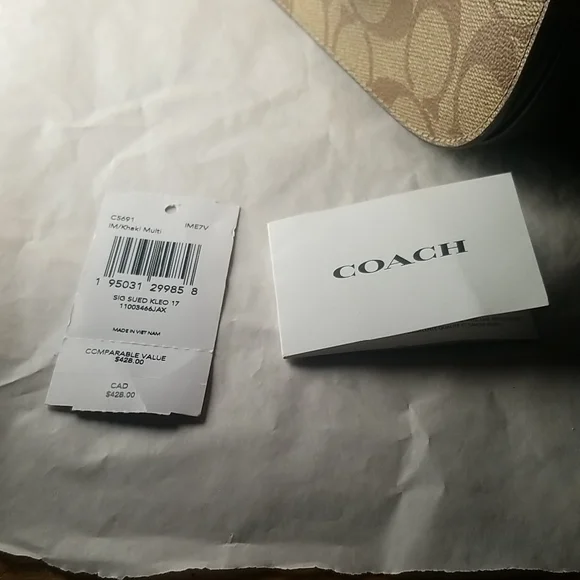 C5691 IME7V
IM/Khaki Multi
1 95031 29985 8
SIG SUED KLEO 17
11003466JAX
MADE IN VIET NAM
COMPARABLE VALUE
$428.00
CAD
$428.00
COACH